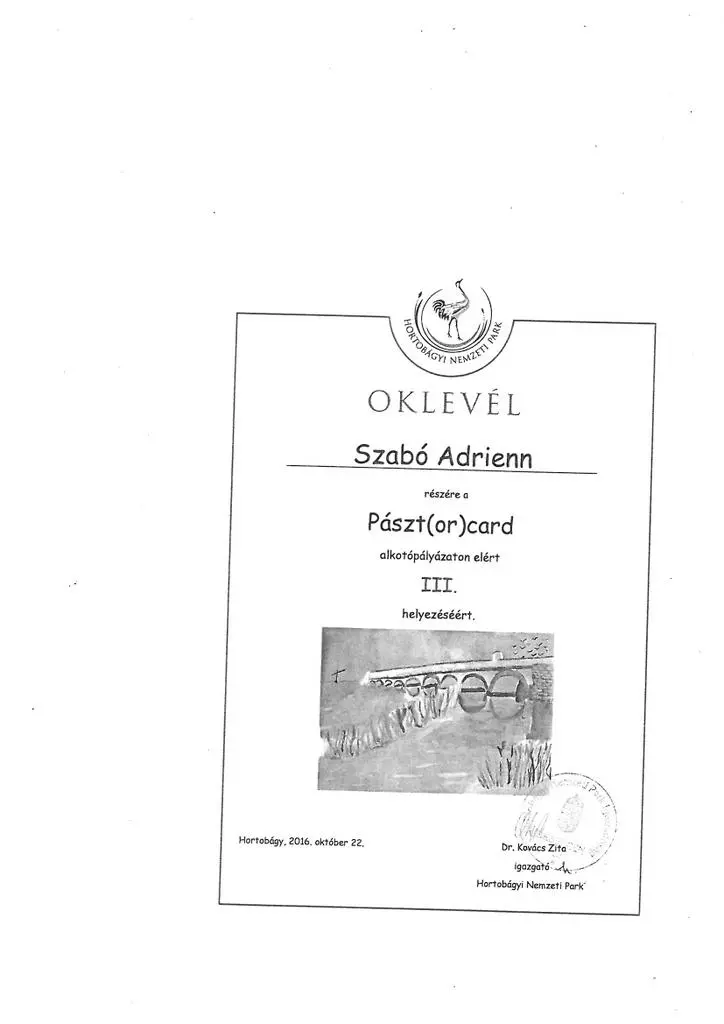 HORTOBÁGYI NEMZETI PARK
OKLEVÉL
Szabó Adrienn
részére a
Pászt(or)card
alkotópályázaton elért
III.
helyezéséért.
Hortobágy, 2016. október 22.
Dr. Kovács Zita
igazgató
Hortobágyi Nemzeti Park